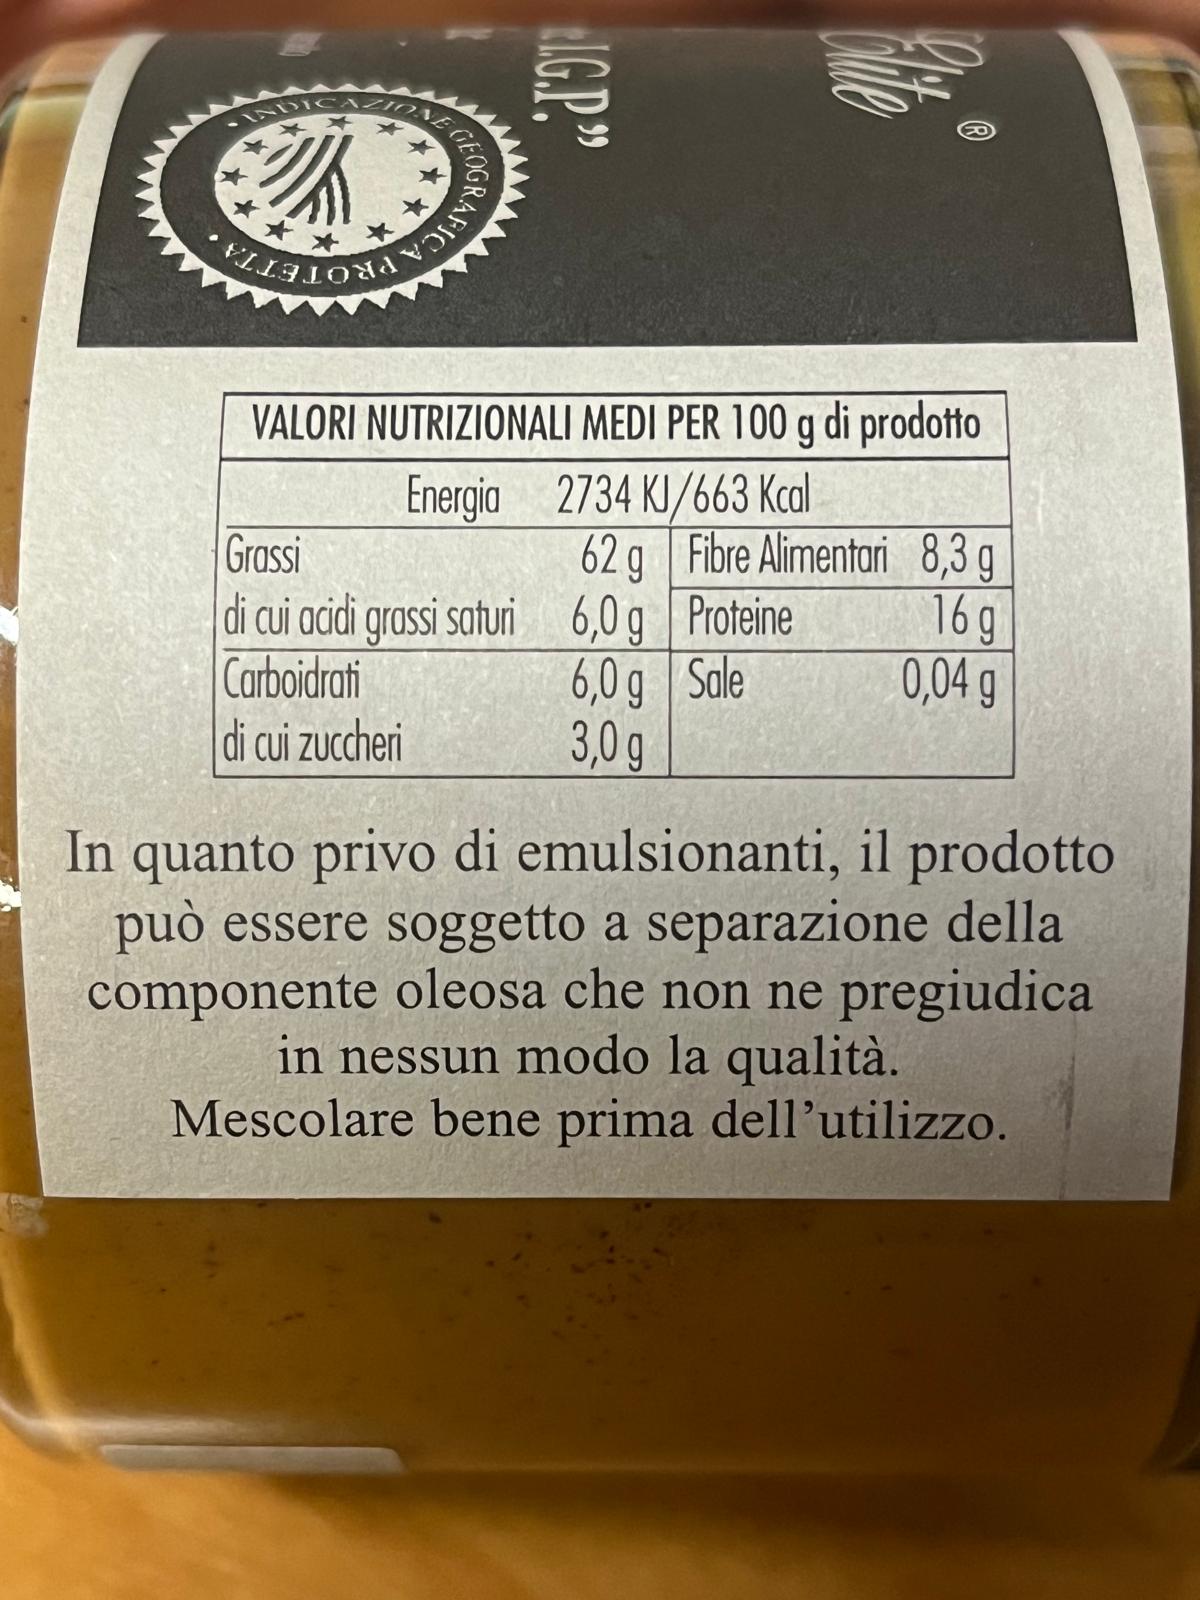 Elite ®
I.G.P."
INDICAZIONE GEOGRAFICA PROTETTA
VALORI NUTRIZIONALI MEDI PER 100 g di prodotto
Energia 2734 KJ/663 Kcal
Grassi 62 g Fibre Alimentari 8,3 g
di cui acidi grassi saturi 6,0 g Proteine 16 g
Carboidrati 6,0 g Sale 0,04 g
di cui zuccheri 3,0 g
In quanto privo di emulsionanti, il prodotto
può essere soggetto a separazione della
componente oleosa che non ne pregiudica
in nessun modo la qualità.
Mescolare bene prima dell'utilizzo.